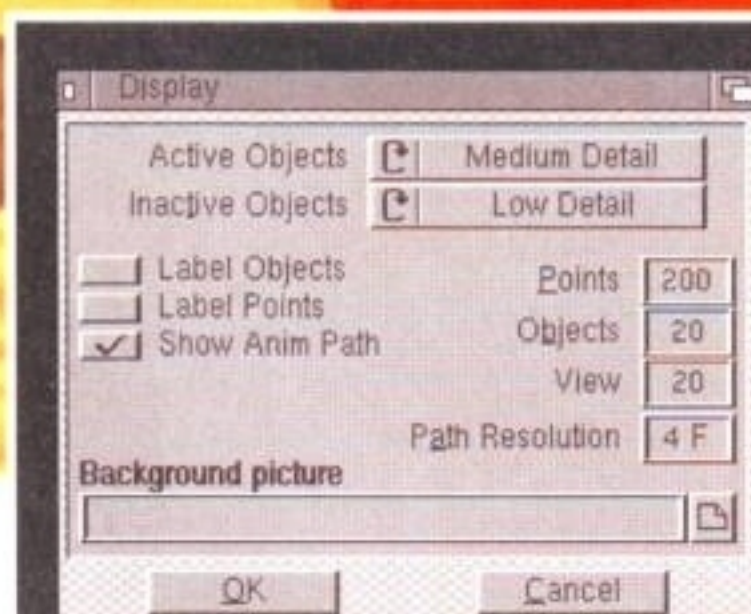 Display
Active Objects Medium Detail
Inactive Objects Low Detail
Label Objects
Label Points
Show Anim Path
Points 200
Objects 20
View 20
Path Resolution 4 F
Background picture
OK Cancel